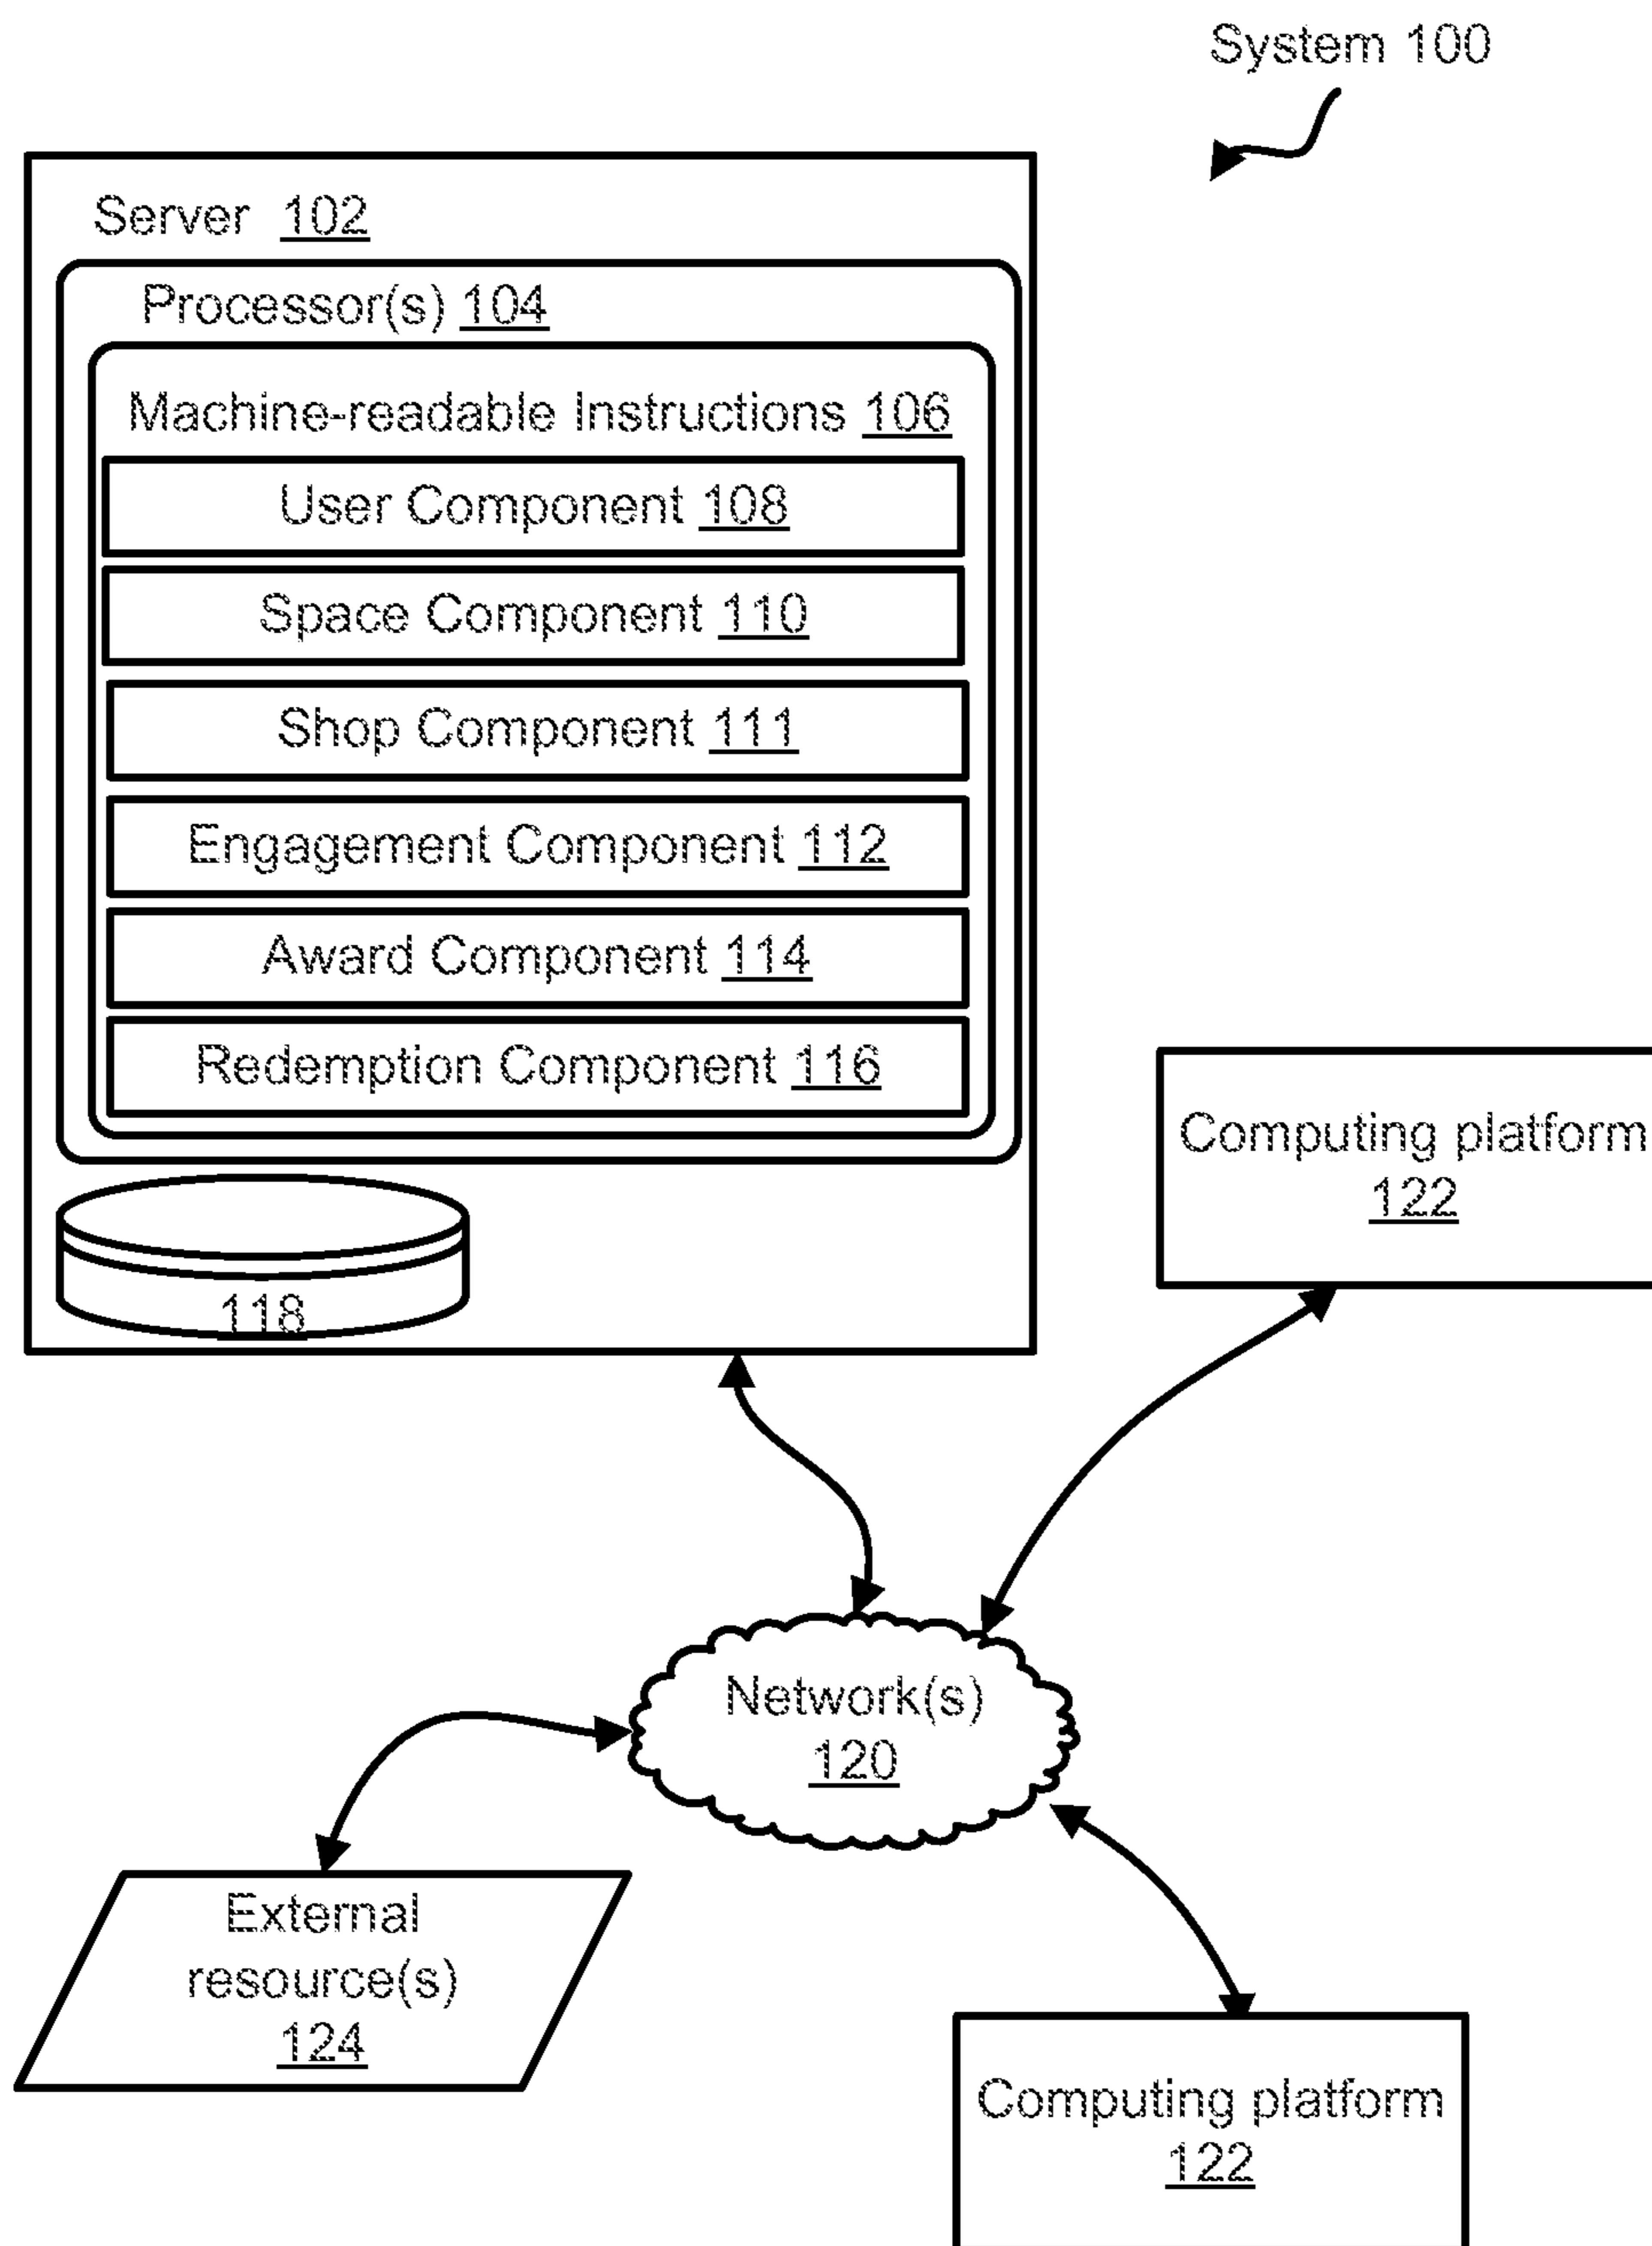 System 100
Server 102
Processor(s) 104
Machine-readable Instructions 106
User Component 108
Space Component 110
Shop Component 111
Engagement Component 112
Award Component 114
Redemption Component 116
118
Computing platform
122
Network(s)
120
External
resource(s)
124
Computing platform
122